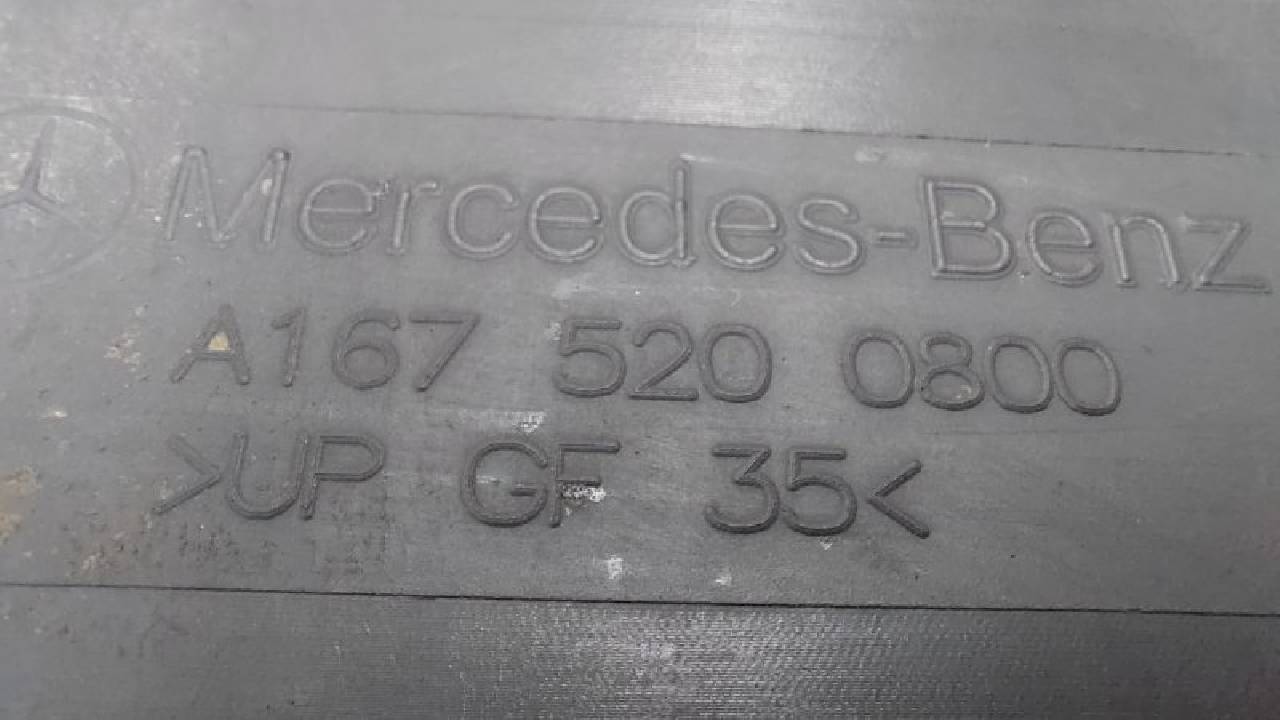 Mercedes-Benz
A167 520 0800
>UP GF 35<